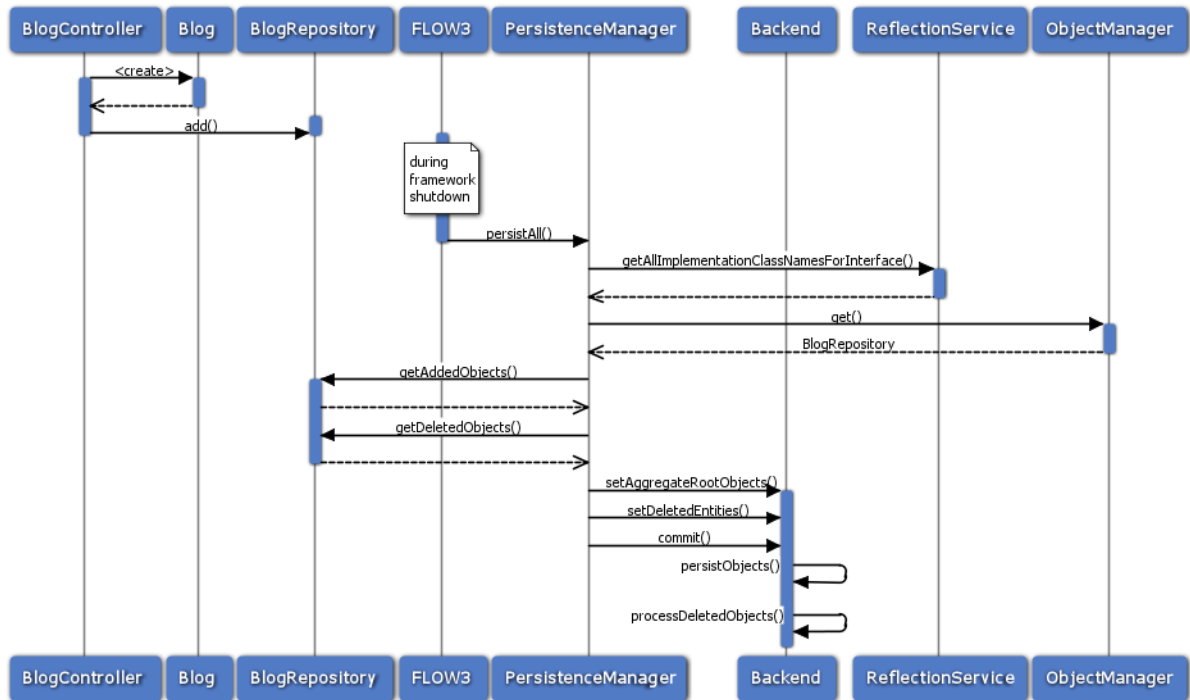 BlogController Blog BlogRepository FLOW3 PersistenceManager Backend ReflectionService ObjectManager
<create>
add()
during
framework
shutdown
persistAll()
getAllImplementationClassNamesForInterface()
get()
BlogRepository
getAddedObjects()
getDeletedObjects()
setAggregateRootObjects()
setDeletedEntities()
commit()
persistObjects()
processDeletedObjects()
BlogController Blog BlogRepository FLOW3 PersistenceManager Backend ReflectionService ObjectManager